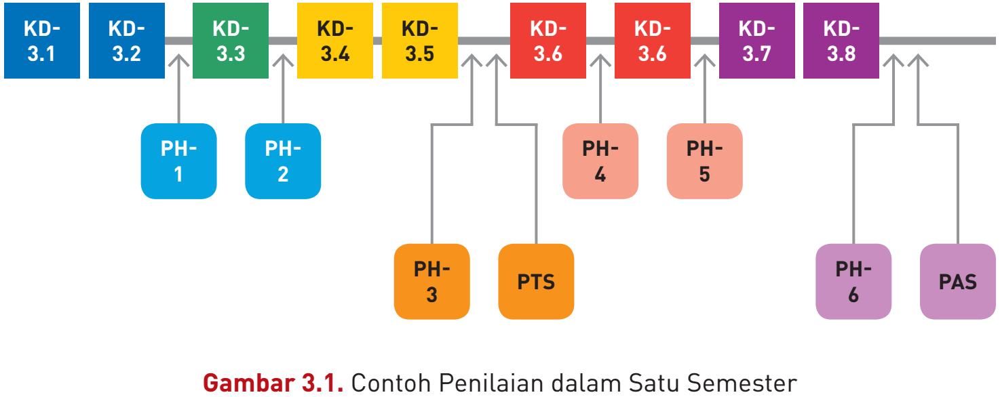 KD-
3.1
KD-
3.2
KD-
3.3
KD-
3.4
KD-
3.5
KD-
3.6
KD-
3.6
KD-
3.7
KD-
3.8
PH-
1
PH-
2
PH-
4
PH-
5
PH-
3
PTS
PH-
6
PAS
Gambar 3.1. Contoh Penilaian dalam Satu Semester